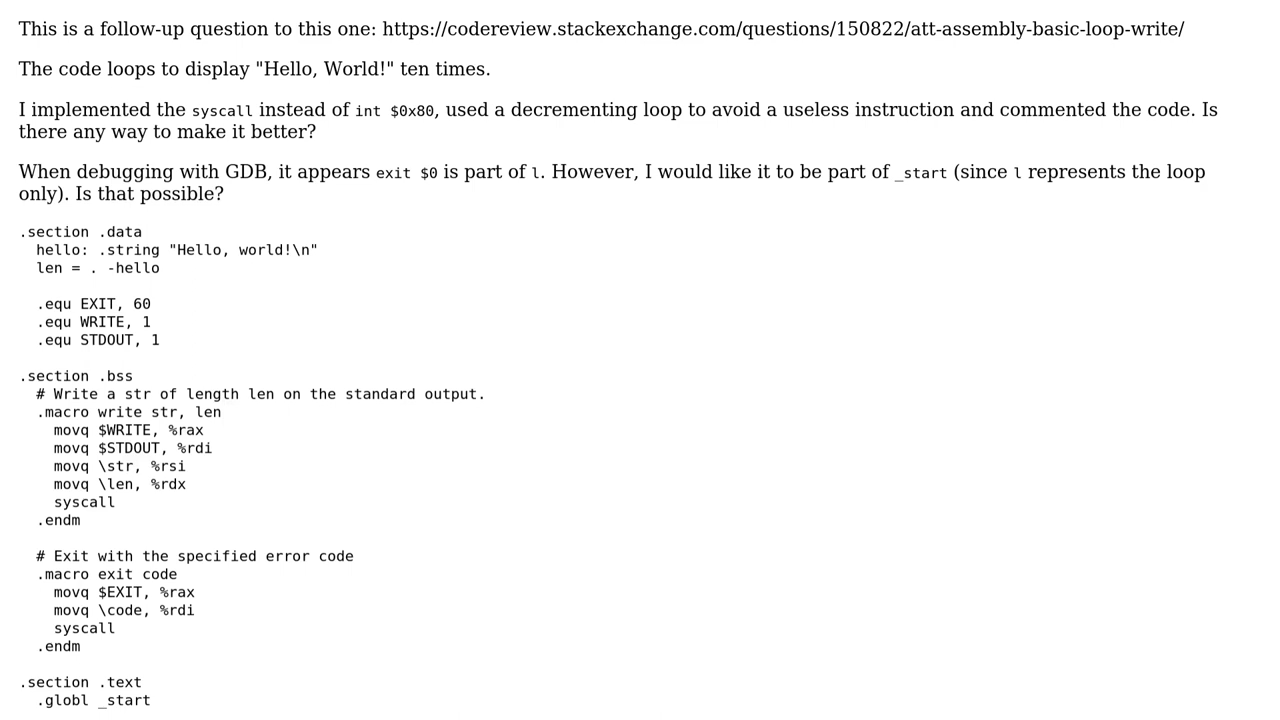 This is a follow-up question to this one: https://codereview.stackexchange.com/questions/150822/att-assembly-basic-loop-write/
The code loops to display "Hello, World!" ten times.
I implemented the syscall instead of int $0x80, used a decrementing loop to avoid a useless instruction and commented the code. Is
there any way to make it better?
When debugging with GDB, it appears exit $0 is part of l. However, I would like it to be part of _start (since l represents the loop
only). Is that possible?
.section .data
  hello: .string "Hello, world!\n"
  len = . -hello

  .equ EXIT, 60
  .equ WRITE, 1
  .equ STDOUT, 1

.section .bss
  # Write a str of length len on the standard output.
  .macro write str, len
    movq $WRITE, %rax
    movq $STDOUT, %rdi
    movq \str, %rsi
    movq \len, %rdx
    syscall
  .endm

  # Exit with the specified error code
  .macro exit code
    movq $EXIT, %rax
    movq \code, %rdi
    syscall
  .endm

.section .text
  .globl _start